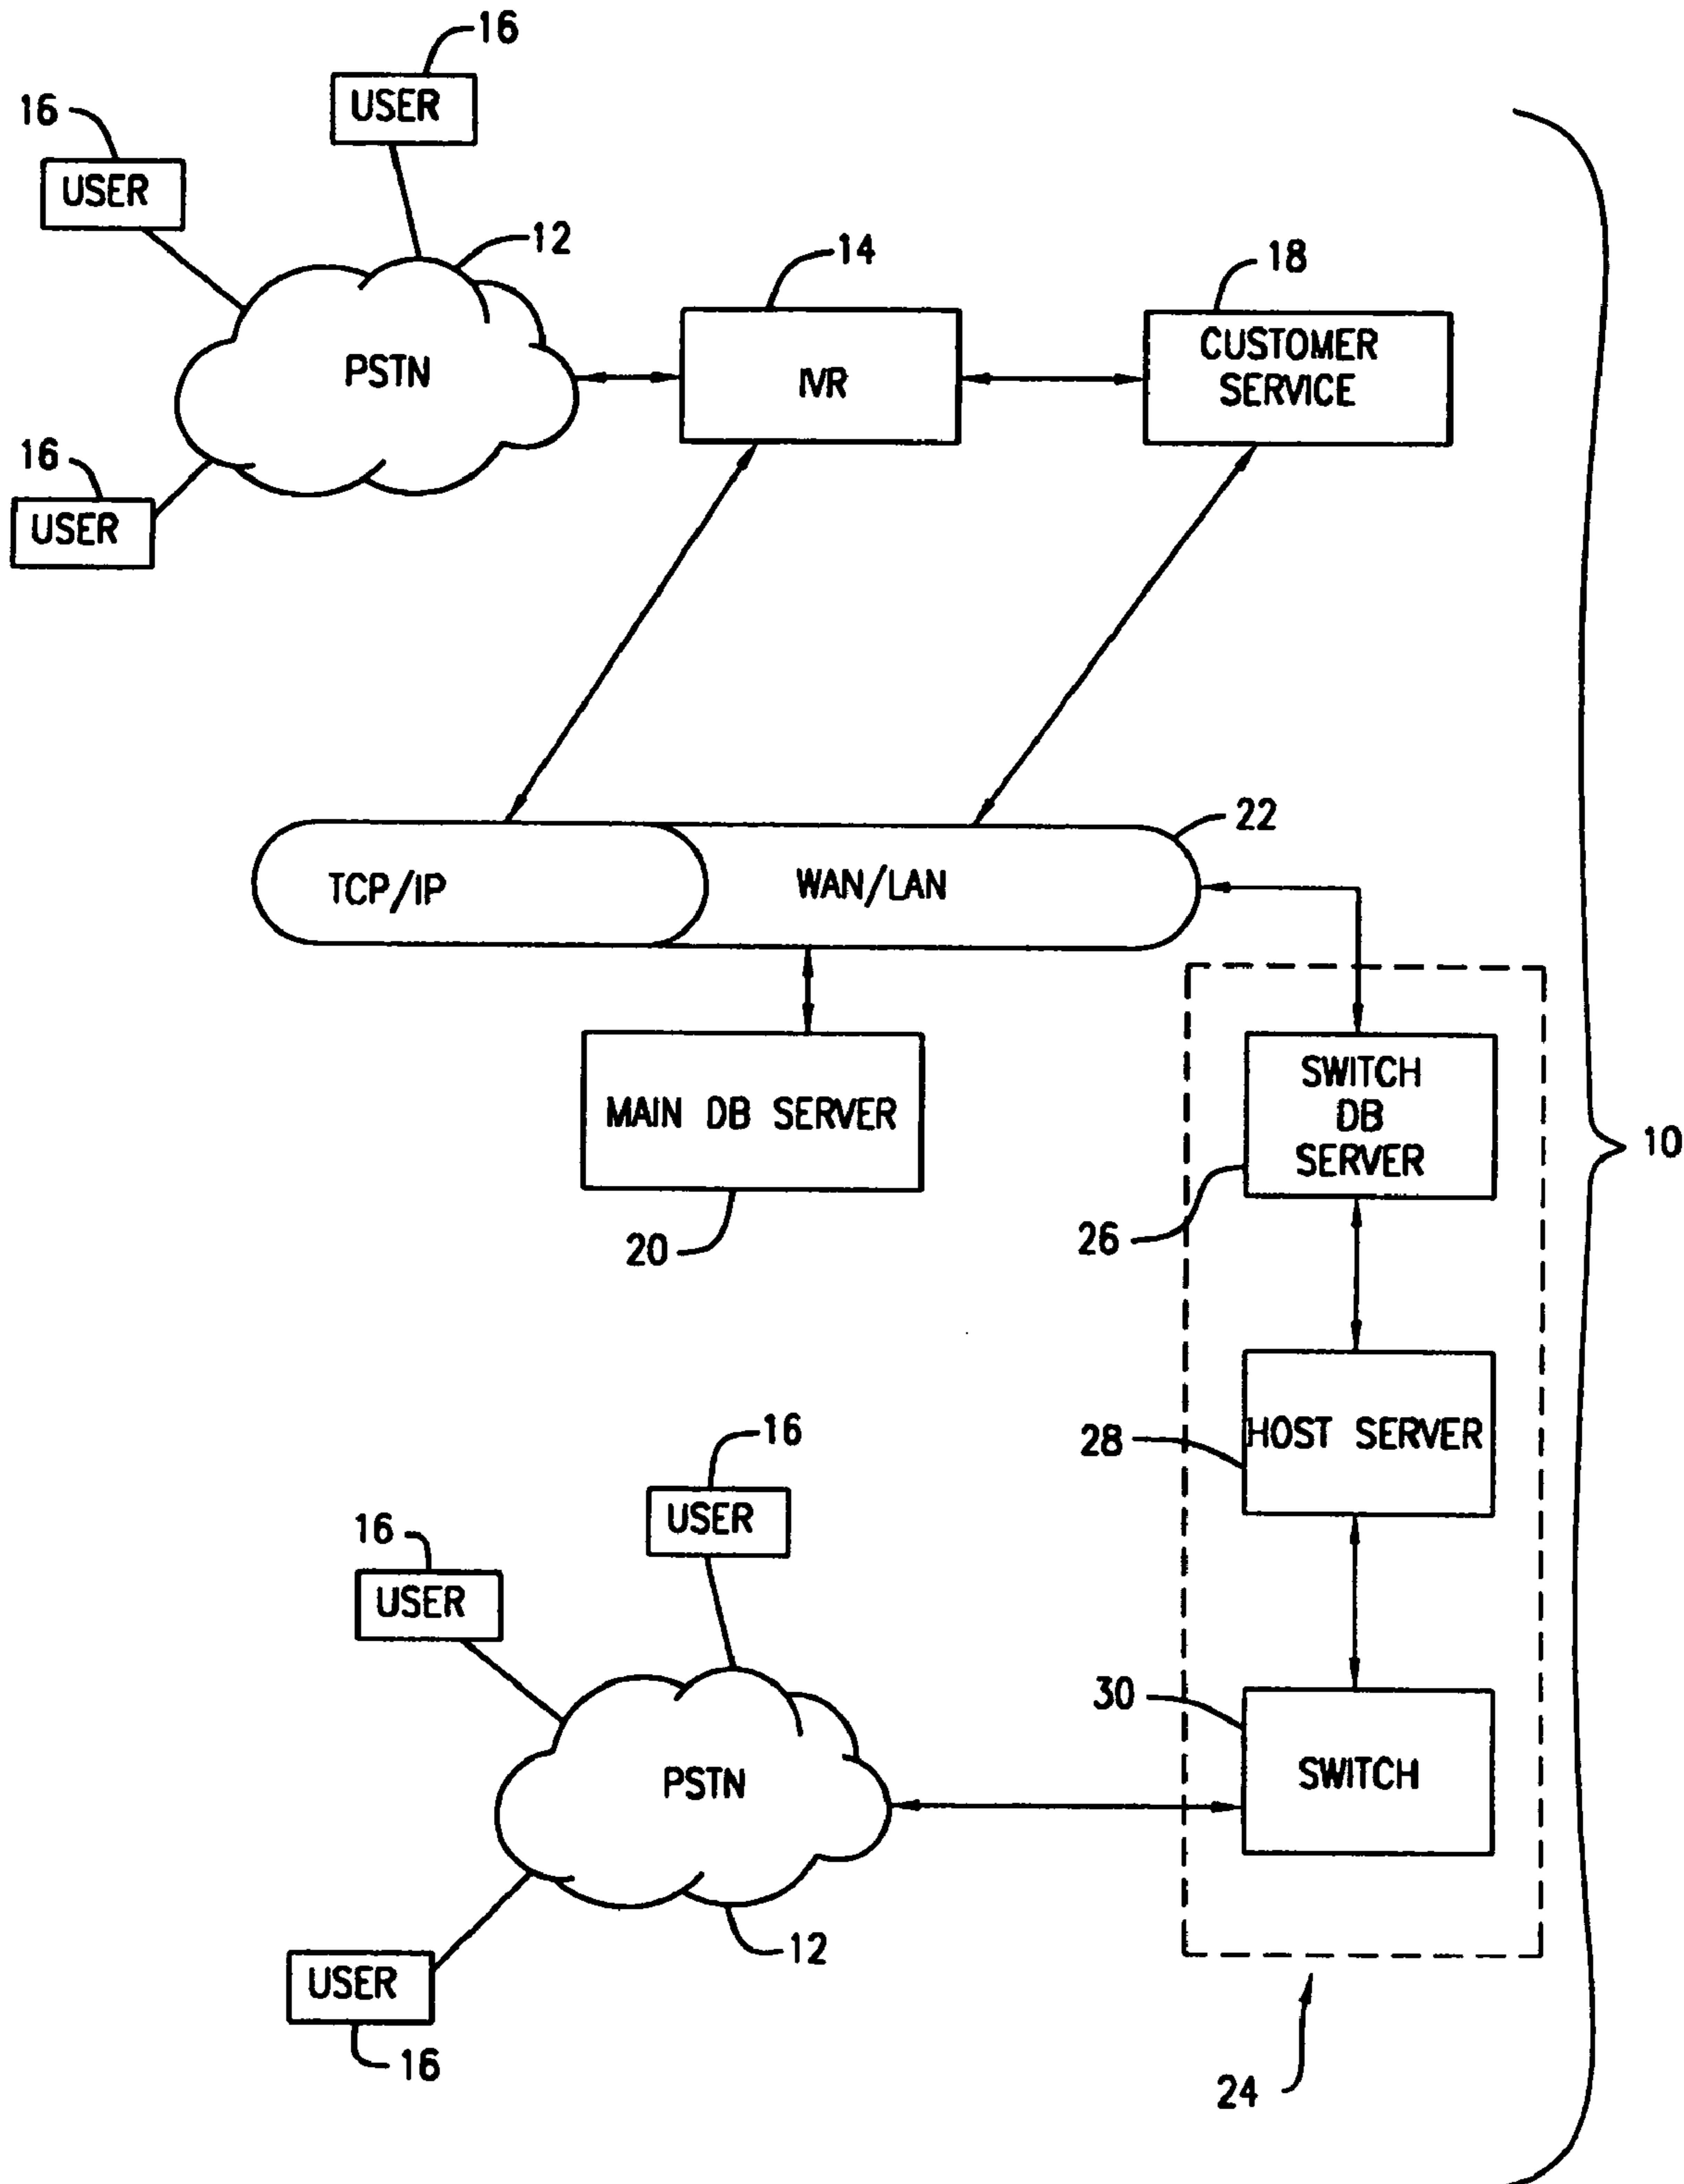 16
USER
16
USER
12
14
18
PSTN
IVR
CUSTOMER
SERVICE
16
USER
22
TCP/IP
WAN/LAN
MAIN DB SERVER
20
SWITCH
DB
SERVER
26
10
HOST SERVER
28
16
USER
16
USER
30
PSTN
SWITCH
12
USER
16
24